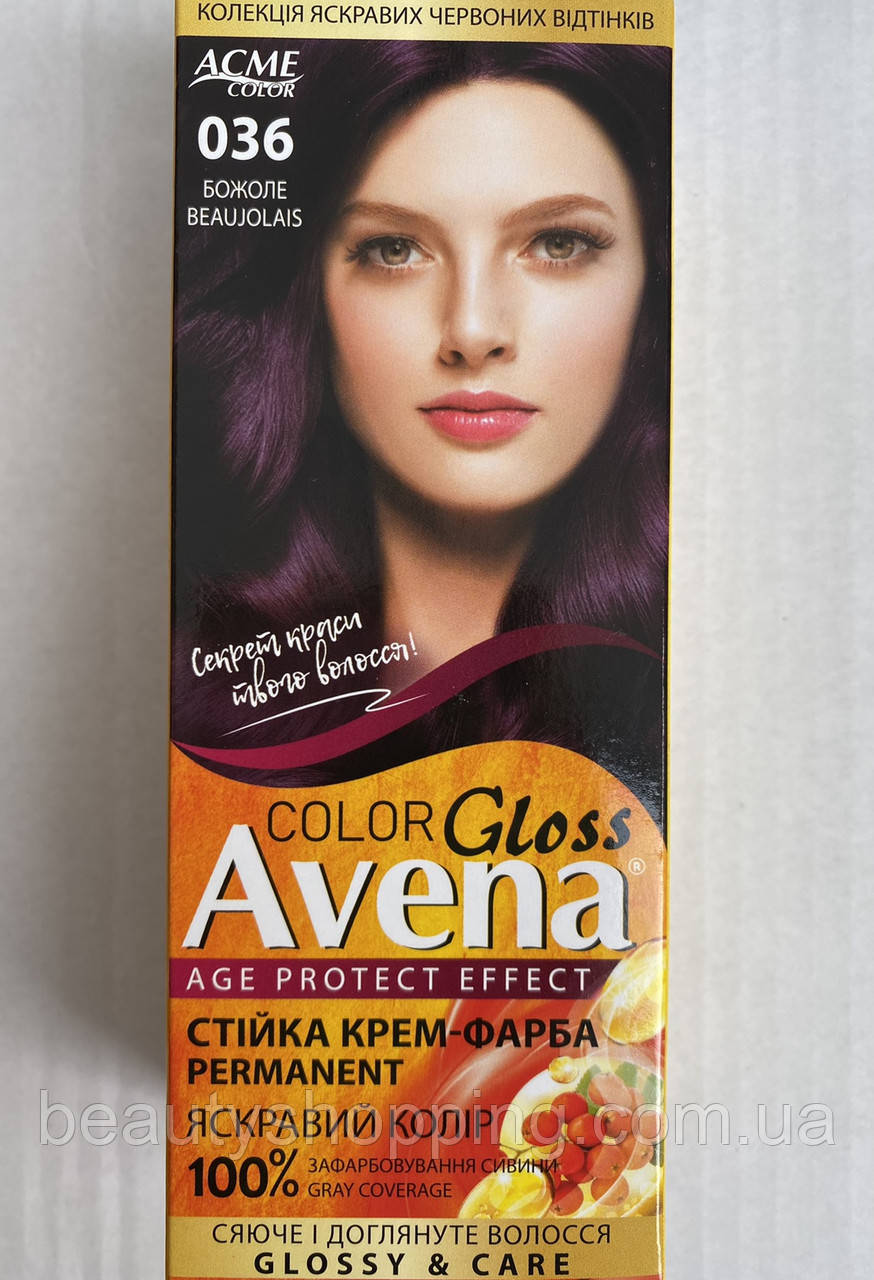 КОЛЕКЦІЯ ЯСКРАВИХ ЧЕРВОНИХ ВІДТІНКІВ
ACME
COLOR
036
БОЖОЛЕ
BEAUJOLAIS
Секрет краси
твого волосся!
COLOR Gloss
Avena®
AGE PROTECT EFFECT
СТІЙКА КРЕМ-ФАРБА
PERMANENT
beautyshopping.com.ua
ЯСКРАВИЙ КОЛІР
100% ЗАФАРБОВУВАННЯ СИВИНИ
GRAY COVERAGE
СЯЮЧЕ І ДОГЛЯНУТЕ ВОЛОССЯ
GLOSSY & CARE